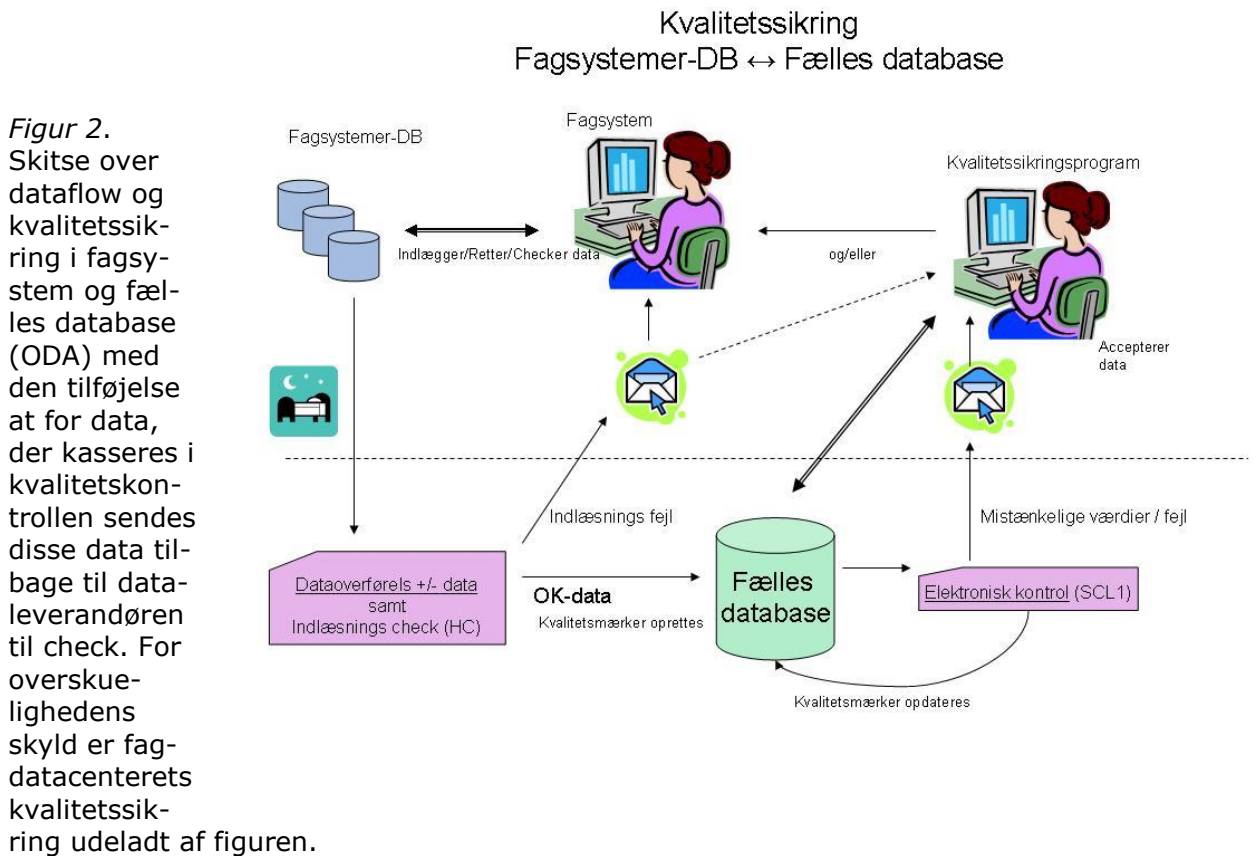 Kvalitetssikring
Fagsystemer-DB ↔ Fælles database
Figur 2.
Skitse over
dataflow og
kvalitetssik-
ring i fagsy-
stem og fæl-
les database
(ODA) med
den tilføjelse
at for data,
der kasseres i
kvalitetskon-
trollen sendes
disse data til-
bage til data-
leverandøren
til check. For
overskue-
lighedens
skyld er fag-
datacenterets
kvalitetssik-
ring udeladt af figuren.
Fagsystemer-DB
Fagsystem
Kvalitetssikringsprogram
Indlægger/Retter/Checker data
og/eller
Accepterer
data
Indlæsnings fejl
Mistænkelige værdier / fejl
Dataoverførels +/- data
samt
Indlæsnings check (HC)
OK-data
Kvalitetsmærker oprettes
Fælles
database
Elektronisk kontrol (SCL1)
Kvalitetsmærker opdateres